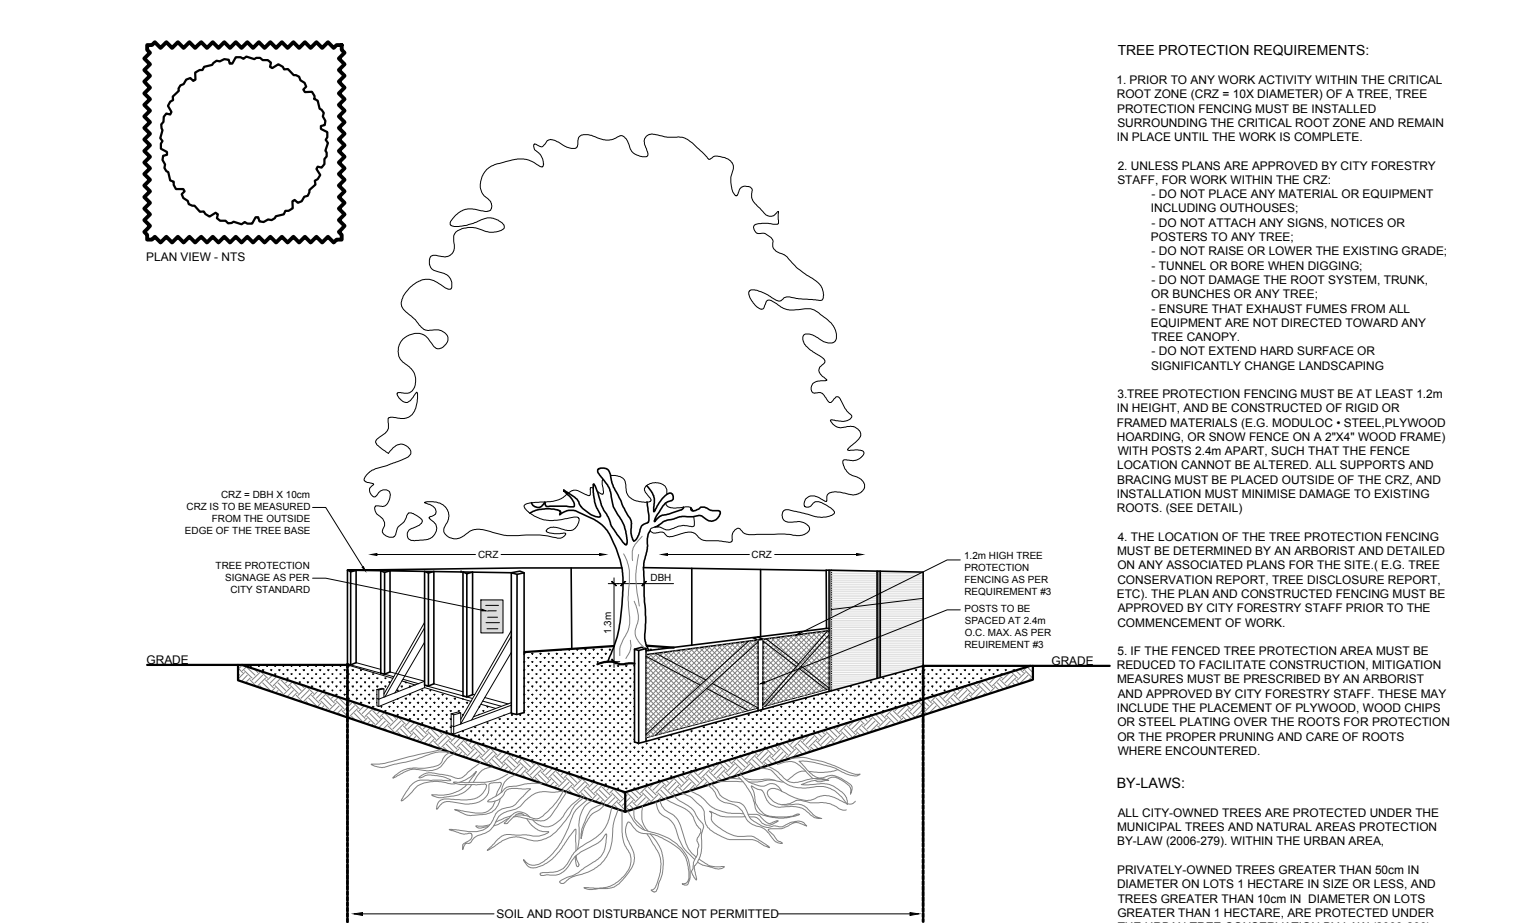 PLAN VIEW - NTS
CRZ = DBH X 10cm
CRZ IS TO BE MEASURED
FROM THE OUTSIDE
EDGE OF THE TREE BASE
TREE PROTECTION
SIGNAGE AS PER
CITY STANDARD
CRZ
CRZ
DBH
1.3m
1.2m HIGH TREE
PROTECTION
FENCING AS PER
REQUIREMENT #3
POSTS TO BE
SPACED AT 2.4m
O.C. MAX. AS PER
REUIREMENT #3
GRADE
GRADE
SOIL AND ROOT DISTURBANCE NOT PERMITTED
TREE PROTECTION REQUIREMENTS:
1. PRIOR TO ANY WORK ACTIVITY WITHIN THE CRITICAL
ROOT ZONE (CRZ = 10X DIAMETER) OF A TREE, TREE
PROTECTION FENCING MUST BE INSTALLED
SURROUNDING THE CRITICAL ROOT ZONE AND REMAIN
IN PLACE UNTIL THE WORK IS COMPLETE.
2. UNLESS PLANS ARE APPROVED BY CITY FORESTRY
STAFF, FOR WORK WITHIN THE CRZ:
- DO NOT PLACE ANY MATERIAL OR EQUIPMENT
INCLUDING OUTHOUSES;
- DO NOT ATTACH ANY SIGNS, NOTICES OR
POSTERS TO ANY TREE;
- DO NOT RAISE OR LOWER THE EXISTING GRADE;
- TUNNEL OR BORE WHEN DIGGING;
- DO NOT DAMAGE THE ROOT SYSTEM, TRUNK,
OR BUNCHES OR ANY TREE;
- ENSURE THAT EXHAUST FUMES FROM ALL
EQUIPMENT ARE NOT DIRECTED TOWARD ANY
TREE CANOPY.
- DO NOT EXTEND HARD SURFACE OR
SIGNIFICANTLY CHANGE LANDSCAPING
3.TREE PROTECTION FENCING MUST BE AT LEAST 1.2m
IN HEIGHT, AND BE CONSTRUCTED OF RIGID OR
FRAMED MATERIALS (E.G. MODULOC • STEEL,PLYWOOD
HOARDING, OR SNOW FENCE ON A 2"X4" WOOD FRAME)
WITH POSTS 2.4m APART, SUCH THAT THE FENCE
LOCATION CANNOT BE ALTERED. ALL SUPPORTS AND
BRACING MUST BE PLACED OUTSIDE OF THE CRZ, AND
INSTALLATION MUST MINIMISE DAMAGE TO EXISTING
ROOTS. (SEE DETAIL)
4. THE LOCATION OF THE TREE PROTECTION FENCING
MUST BE DETERMINED BY AN ARBORIST AND DETAILED
ON ANY ASSOCIATED PLANS FOR THE SITE.( E.G. TREE
CONSERVATION REPORT, TREE DISCLOSURE REPORT,
ETC). THE PLAN AND CONSTRUCTED FENCING MUST BE
APPROVED BY CITY FORESTRY STAFF PRIOR TO THE
COMMENCEMENT OF WORK.
5. IF THE FENCED TREE PROTECTION AREA MUST BE
REDUCED TO FACILITATE CONSTRUCTION, MITIGATION
MEASURES MUST BE PRESCRIBED BY AN ARBORIST
AND APPROVED BY CITY FORESTRY STAFF. THESE MAY
INCLUDE THE PLACEMENT OF PLYWOOD, WOOD CHIPS
OR STEEL PLATING OVER THE ROOTS FOR PROTECTION
OR THE PROPER PRUNING AND CARE OF ROOTS
WHERE ENCOUNTERED.
BY-LAWS:
ALL CITY-OWNED TREES ARE PROTECTED UNDER THE
MUNICIPAL TREES AND NATURAL AREAS PROTECTION
BY-LAW (2006-279). WITHIN THE URBAN AREA,
PRIVATELY-OWNED TREES GREATER THAN 50cm IN
DIAMETER ON LOTS 1 HECTARE IN SIZE OR LESS, AND
TREES GREATER THAN 10cm IN DIAMETER ON LOTS
GREATER THAN 1 HECTARE, ARE PROTECTED UNDER